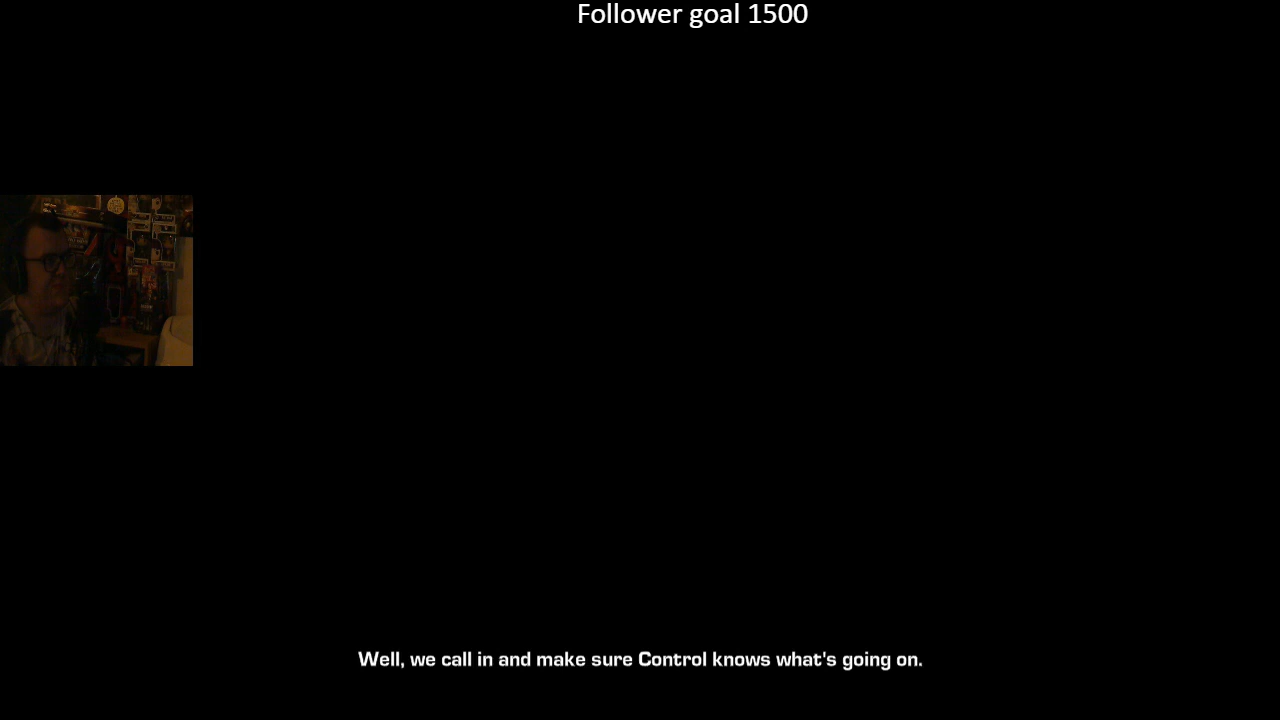 Follower goal 1500
Well, we call in and make sure Control knows what's going on.